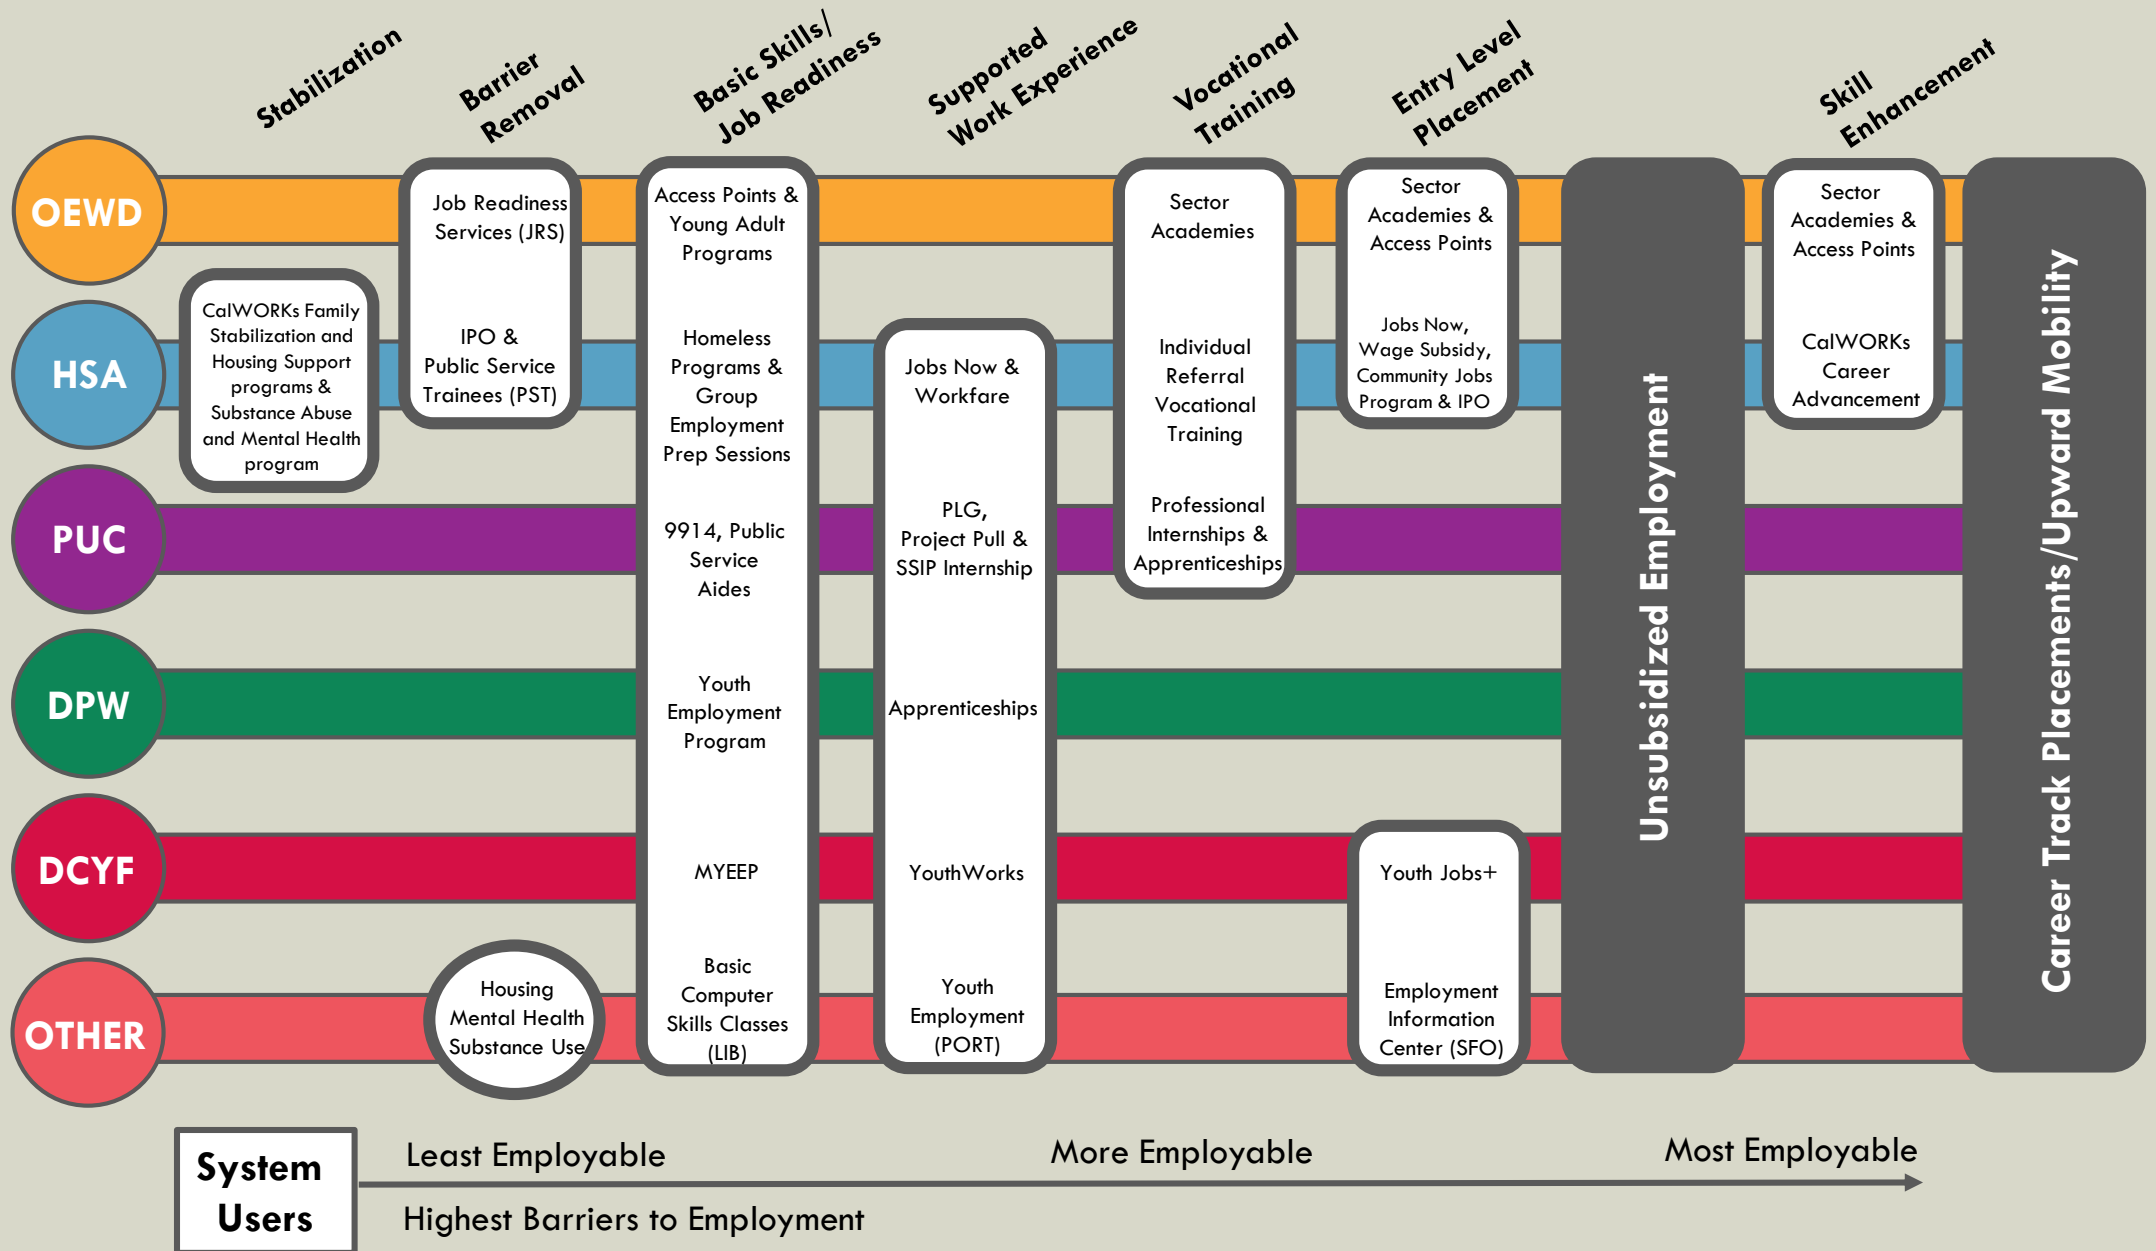 Stabilization
Barrier
Removal
Basic Skills/
Job Readiness
Supported
Work Experience
Vocational
Training
Entry Level
Placement
Skill
Enhancement
OEWD
HSA
PUC
DPW
DCYF
OTHER
CalWORKs Family
Stabilization and
Housing Support
programs &
Substance Abuse
and Mental Health
program
Job Readiness
Services (JRS)
IPO &
Public Service
Trainees (PST)
Housing
Mental Health
Substance Use
Access Points &
Young Adult
Programs
Homeless
Programs &
Group
Employment
Prep Sessions
9914, Public
Service
Aides
Youth
Employment
Program
MYEEP
Basic
Computer
Skills Classes
(LIB)
Jobs Now &
Workfare
PLG,
Project Pull &
SSIP Internship
Apprenticeships
YouthWorks
Youth
Employment
(PORT)
Sector
Academies
Individual
Referral
Vocational
Training
Professional
Internships &
Apprenticeships
Sector
Academies &
Access Points
Jobs Now,
Wage Subsidy,
Community Jobs
Program & IPO
Youth Jobs+
Employment
Information
Center (SFO)
Unsubsidized Employment
Sector
Academies &
Access Points
CalWORKs
Career
Advancement
Career Track Placements/Upward Mobility
System
Users
Least Employable
More Employable
Most Employable
Highest Barriers to Employment